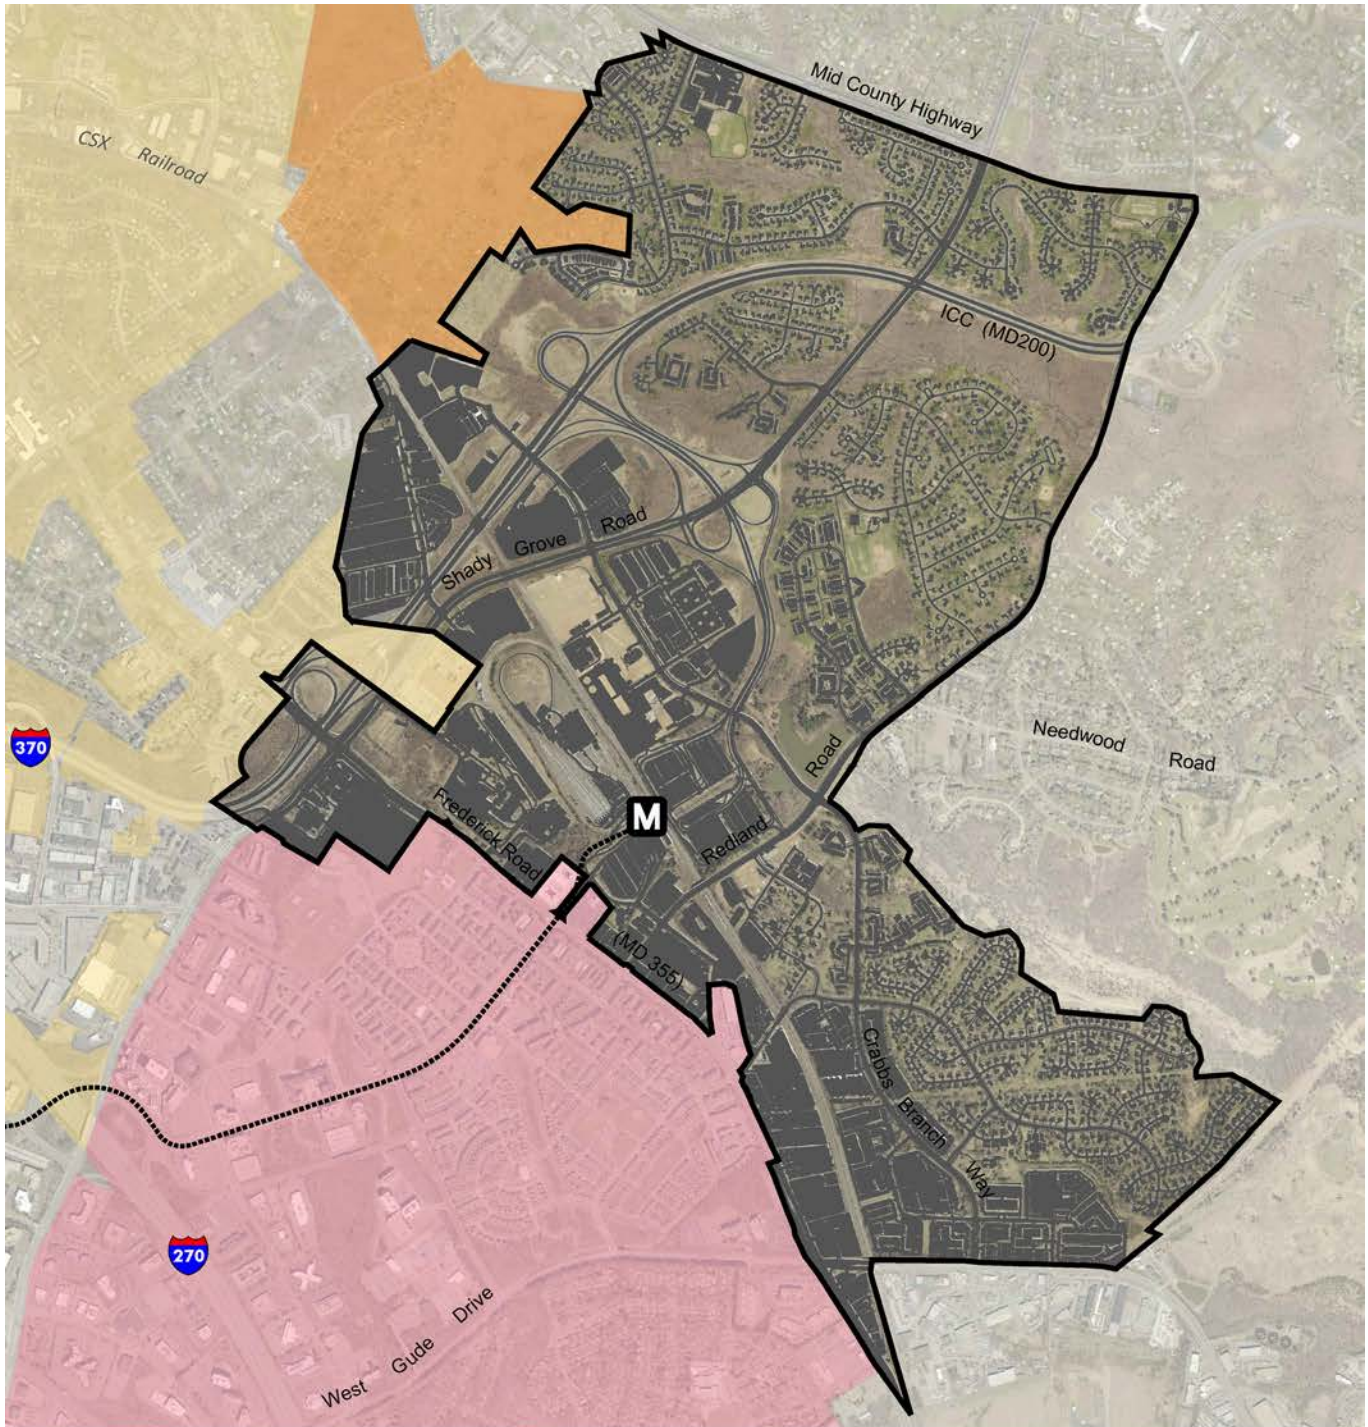 Mid County Highway
CSX Railroad
ICC (MD200)
Shady Grove Road
Needwood Road
370
Redland Road
M
Frederick Road
(MD 355)
Crabbs Branch Way
270
West Gude Drive